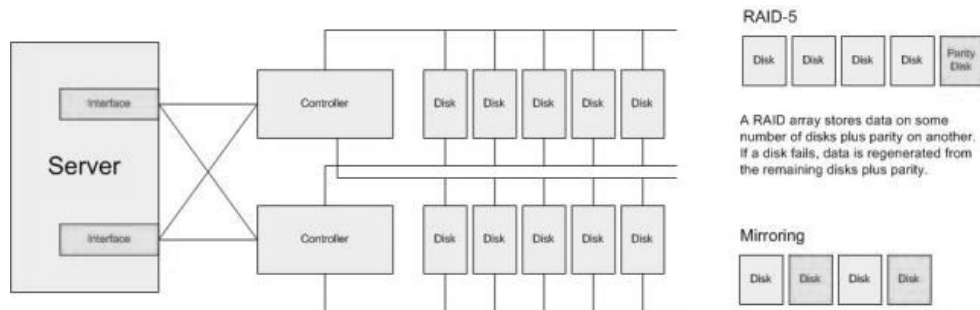 Server
Interface
Interface
Controller
Controller
Disk
Disk
Disk
Disk
Disk
Disk
Disk
Disk
Disk
Disk
RAID-5
Disk
Disk
Disk
Disk
Parity
Disk
A RAID array stores data on some
number of disks plus parity on another.
If a disk fails, data is regenerated from
the remaining disks plus parity.
Mirroring
Disk
Disk
Disk
Disk